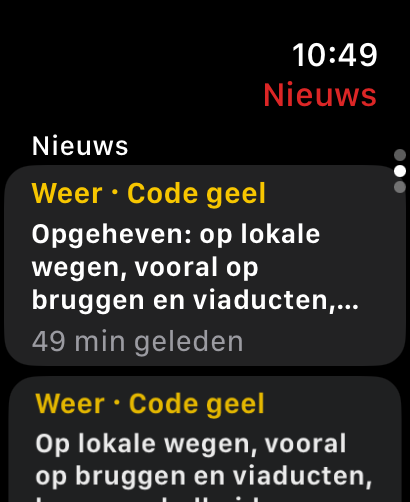 10:49
Nieuws
Nieuws
Weer · Code geel
Opgeheven: op lokale
wegen, vooral op
bruggen en viaducten,...
49 min geleden
Weer · Code geel
Op lokale wegen, vooral
op bruggen en viaducten,